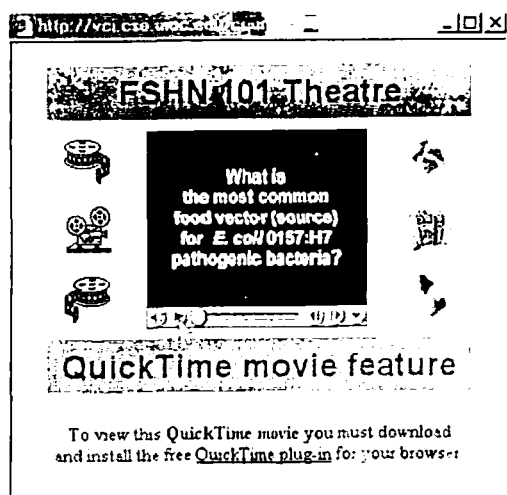 FSHN 101 Theatre
What is
the most common
food vector (source)
for E. coli 0157:H7
pathogenic bacteria?
QuickTime movie feature
To view this QuickTime movie you must download
and install the free QuickTime plug-in for your browser